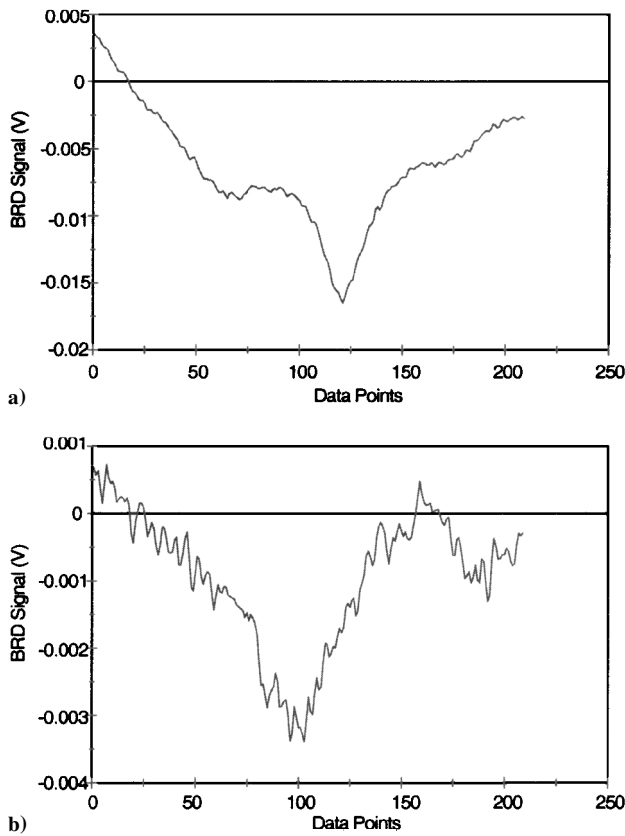 0.005
0
-0.005
-0.01
-0.015
-0.02
BRD Signal (V)
0 50 100 150 200 250
Data Points
a)
0.001
0
-0.001
-0.002
-0.003
-0.004
BRD Signal (V)
0 50 100 150 200 250
Data Points
b)